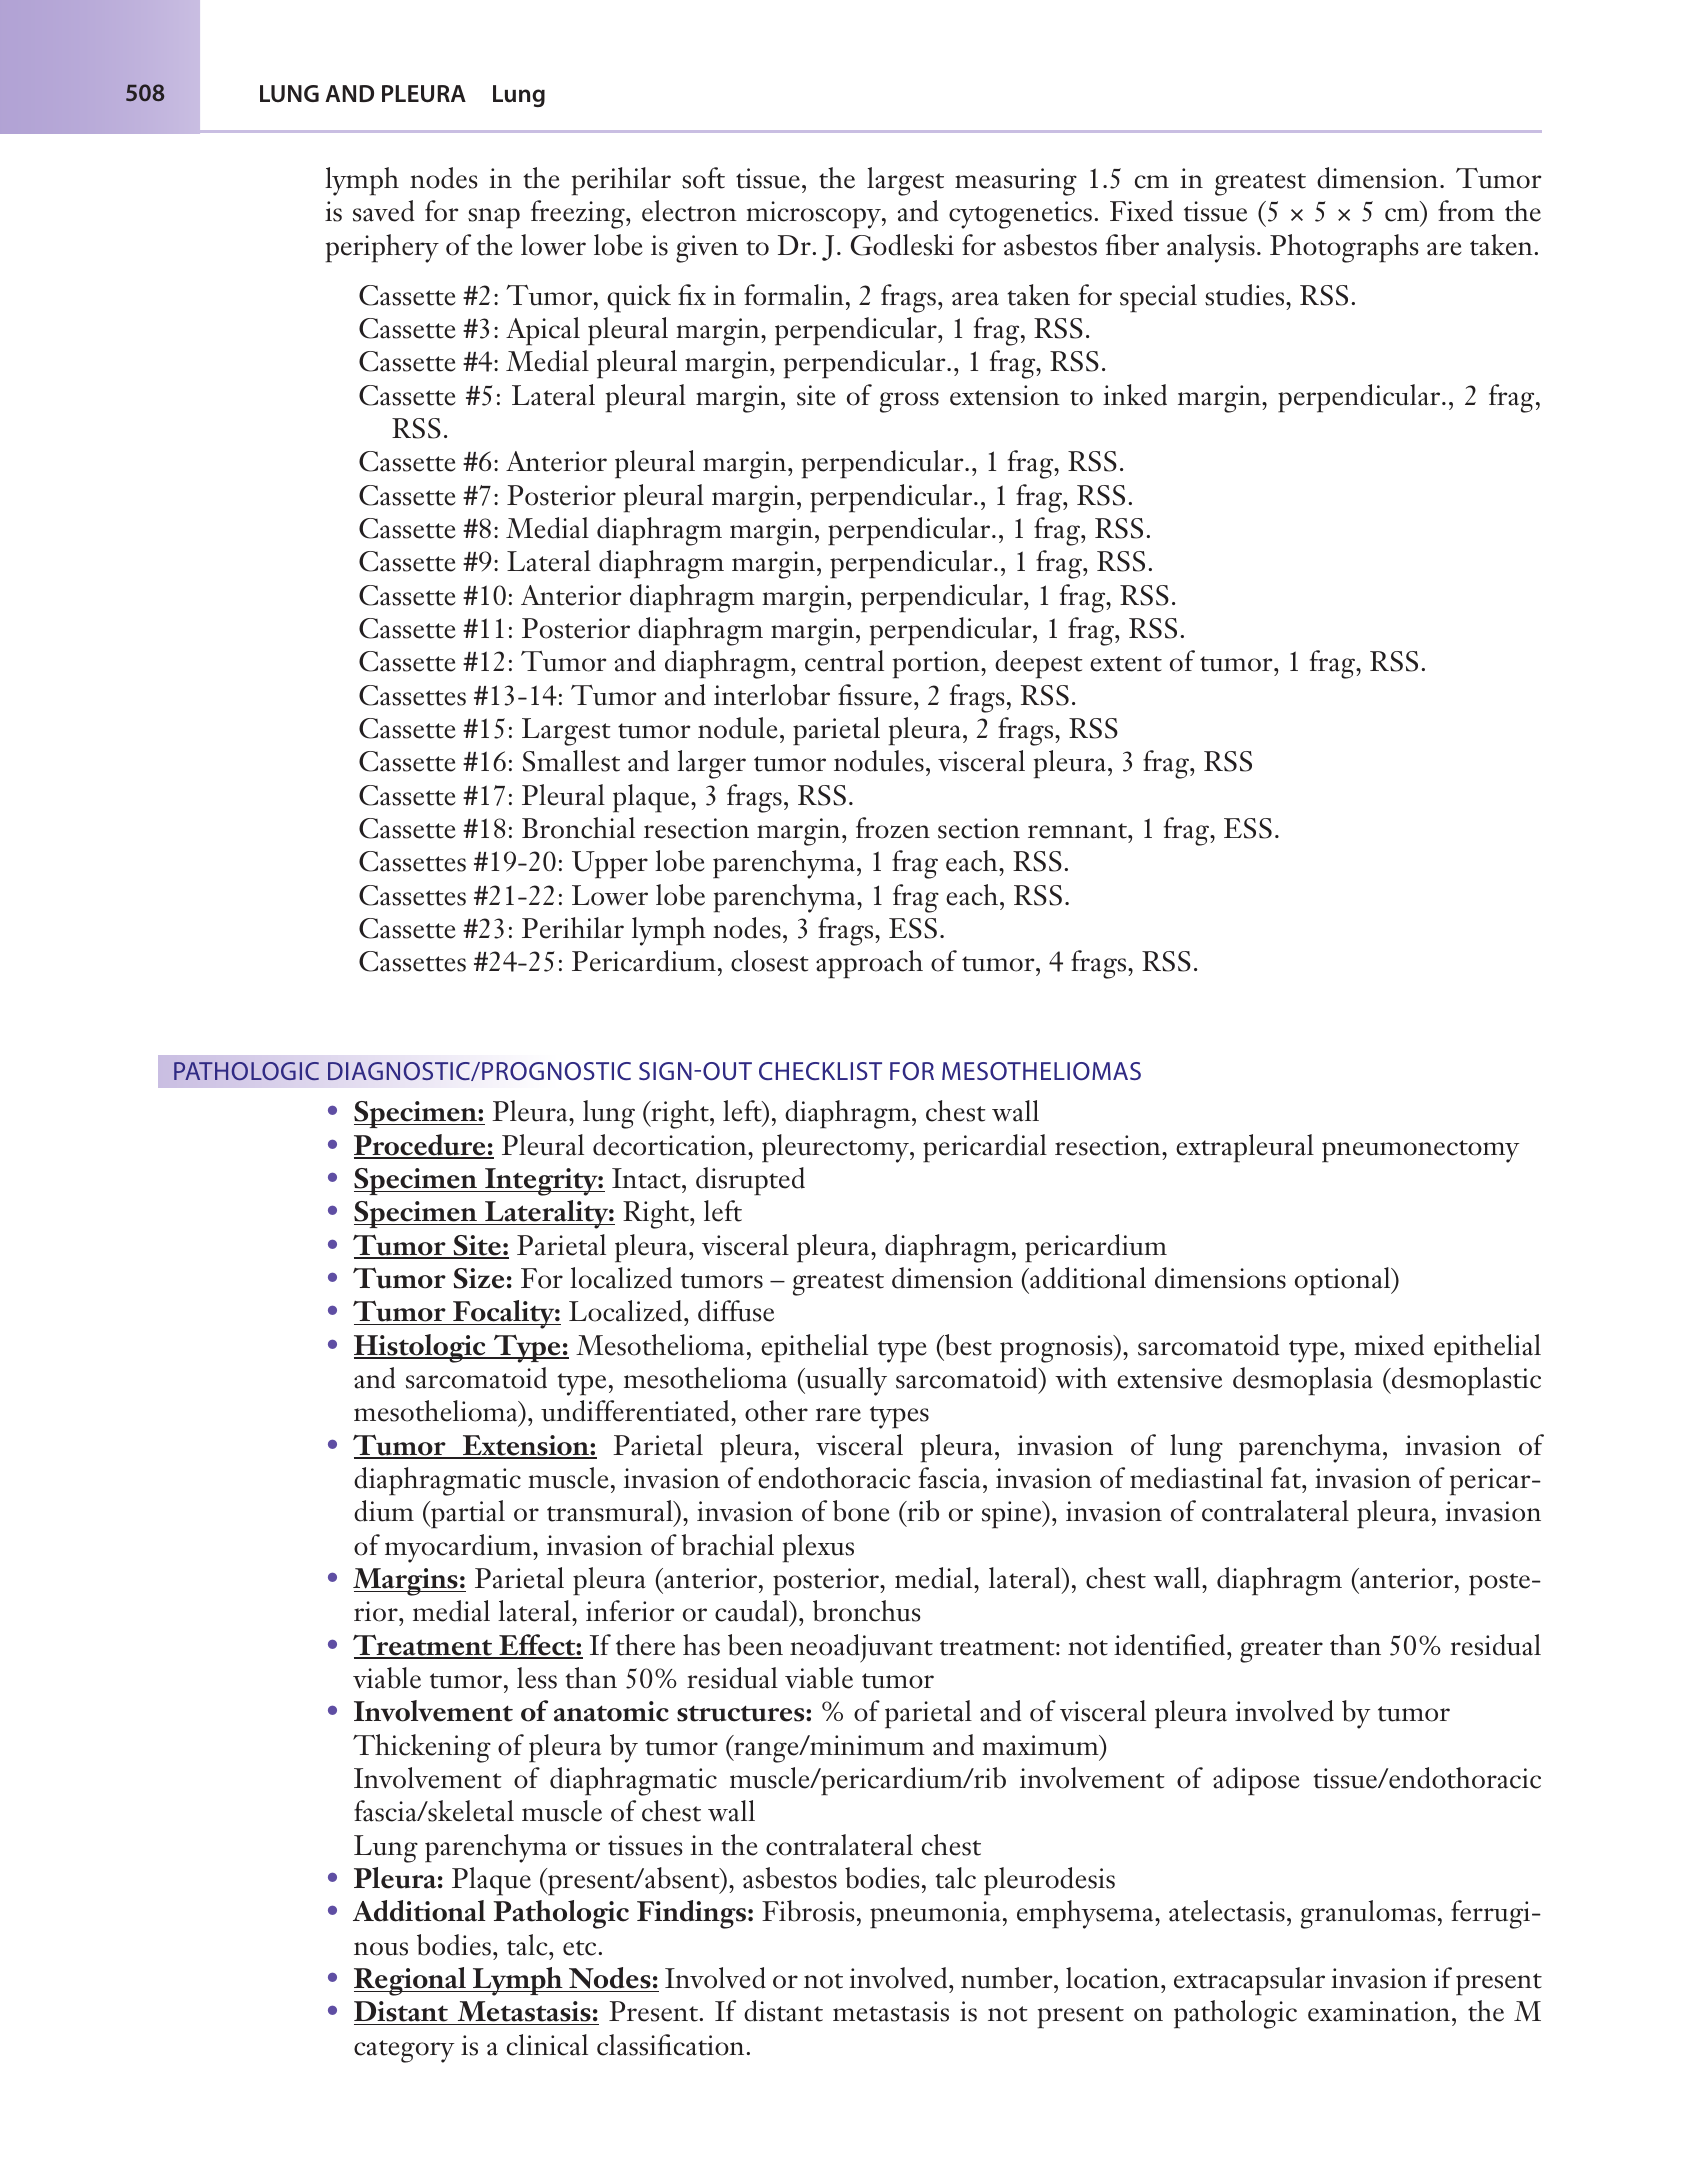 508 LUNG AND PLEURA Lung
lymph nodes in the perihilar soft tissue, the largest measuring 1.5 cm in greatest dimension. Tumor
is saved for snap freezing, electron microscopy, and cytogenetics. Fixed tissue (5 × 5 × 5 cm) from the
periphery of the lower lobe is given to Dr. J. Godleski for asbestos fiber analysis. Photographs are taken.
Cassette #2: Tumor, quick fix in formalin, 2 frags, area taken for special studies, RSS.
Cassette #3: Apical pleural margin, perpendicular, 1 frag, RSS.
Cassette #4: Medial pleural margin, perpendicular., 1 frag, RSS.
Cassette #5: Lateral pleural margin, site of gross extension to inked margin, perpendicular., 2 frag,
RSS.
Cassette #6: Anterior pleural margin, perpendicular., 1 frag, RSS.
Cassette #7: Posterior pleural margin, perpendicular., 1 frag, RSS.
Cassette #8: Medial diaphragm margin, perpendicular., 1 frag, RSS.
Cassette #9: Lateral diaphragm margin, perpendicular., 1 frag, RSS.
Cassette #10: Anterior diaphragm margin, perpendicular, 1 frag, RSS.
Cassette #11: Posterior diaphragm margin, perpendicular, 1 frag, RSS.
Cassette #12: Tumor and diaphragm, central portion, deepest extent of tumor, 1 frag, RSS.
Cassettes #13-14: Tumor and interlobar fissure, 2 frags, RSS.
Cassette #15: Largest tumor nodule, parietal pleura, 2 frags, RSS
Cassette #16: Smallest and larger tumor nodules, visceral pleura, 3 frag, RSS
Cassette #17: Pleural plaque, 3 frags, RSS.
Cassette #18: Bronchial resection margin, frozen section remnant, 1 frag, ESS.
Cassettes #19-20: Upper lobe parenchyma, 1 frag each, RSS.
Cassettes #21-22: Lower lobe parenchyma, 1 frag each, RSS.
Cassette #23: Perihilar lymph nodes, 3 frags, ESS.
Cassettes #24-25: Pericardium, closest approach of tumor, 4 frags, RSS.
PATHOLOGIC DIAGNOSTIC/PROGNOSTIC SIGN-OUT CHECKLIST FOR MESOTHELIOMAS
• Specimen: Pleura, lung (right, left), diaphragm, chest wall
• Procedure: Pleural decortication, pleurectomy, pericardial resection, extrapleural pneumonectomy
• Specimen Integrity: Intact, disrupted
• Specimen Laterality: Right, left
• Tumor Site: Parietal pleura, visceral pleura, diaphragm, pericardium
• Tumor Size: For localized tumors – greatest dimension (additional dimensions optional)
• Tumor Focality: Localized, diffuse
• Histologic Type: Mesothelioma, epithelial type (best prognosis), sarcomatoid type, mixed epithelial
and sarcomatoid type, mesothelioma (usually sarcomatoid) with extensive desmoplasia (desmoplastic
mesothelioma), undifferentiated, other rare types
• Tumor Extension: Parietal pleura, visceral pleura, invasion of lung parenchyma, invasion of
diaphragmatic muscle, invasion of endothoracic fascia, invasion of mediastinal fat, invasion of pericar-
dium (partial or transmural), invasion of bone (rib or spine), invasion of contralateral pleura, invasion
of myocardium, invasion of brachial plexus
• Margins: Parietal pleura (anterior, posterior, medial, lateral), chest wall, diaphragm (anterior, poste-
rior, medial lateral, inferior or caudal), bronchus
• Treatment Effect: If there has been neoadjuvant treatment: not identified, greater than 50% residual
viable tumor, less than 50% residual viable tumor
• Involvement of anatomic structures: % of parietal and of visceral pleura involved by tumor
Thickening of pleura by tumor (range/minimum and maximum)
Involvement of diaphragmatic muscle/pericardium/rib involvement of adipose tissue/endothoracic
fascia/skeletal muscle of chest wall
Lung parenchyma or tissues in the contralateral chest
• Pleura: Plaque (present/absent), asbestos bodies, talc pleurodesis
• Additional Pathologic Findings: Fibrosis, pneumonia, emphysema, atelectasis, granulomas, ferrugi-
nous bodies, talc, etc.
• Regional Lymph Nodes: Involved or not involved, number, location, extracapsular invasion if present
• Distant Metastasis: Present. If distant metastasis is not present on pathologic examination, the M
category is a clinical classification.